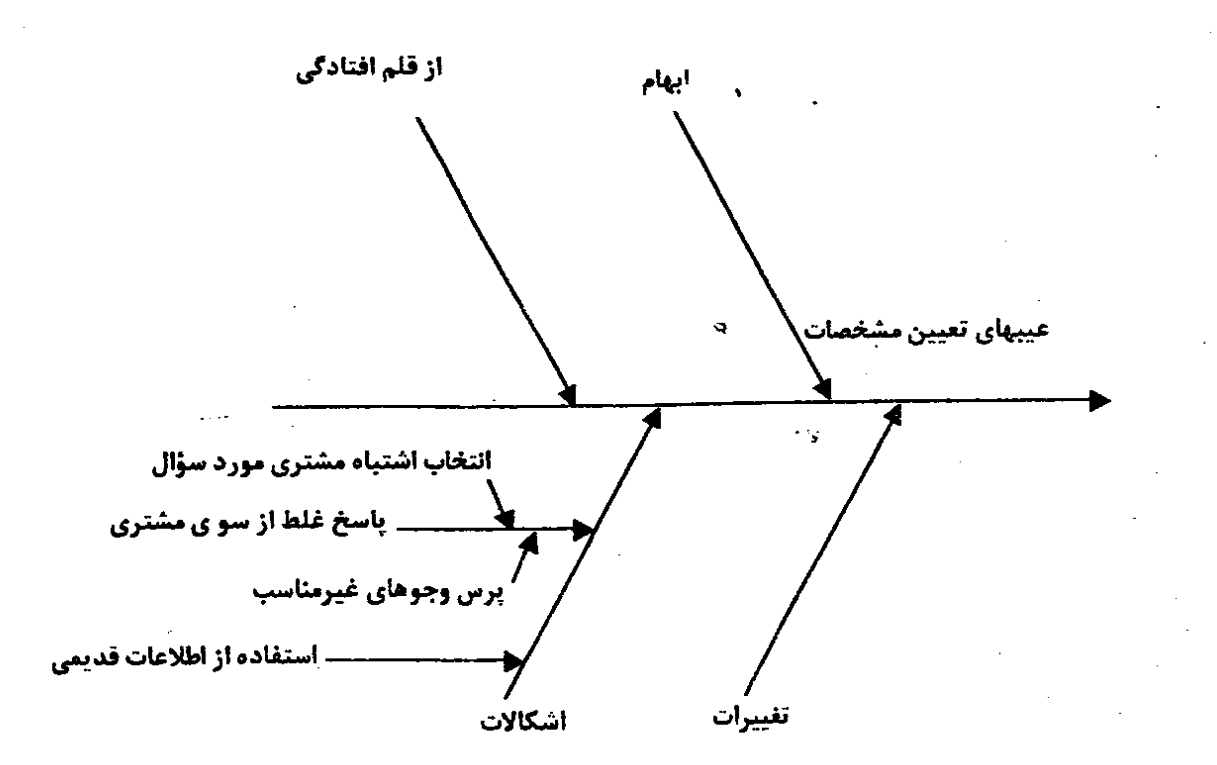 از قلم افتادگی
ابهام
عیبهای تعیین مشخصات
انتخاب اشتباه مشتری مورد سؤال
پاسخ غلط از سو ی مشتری
پرس وجوهای غیرمناسب
استفاده از اطلاعات قدیمی
اشکالات
تغییرات